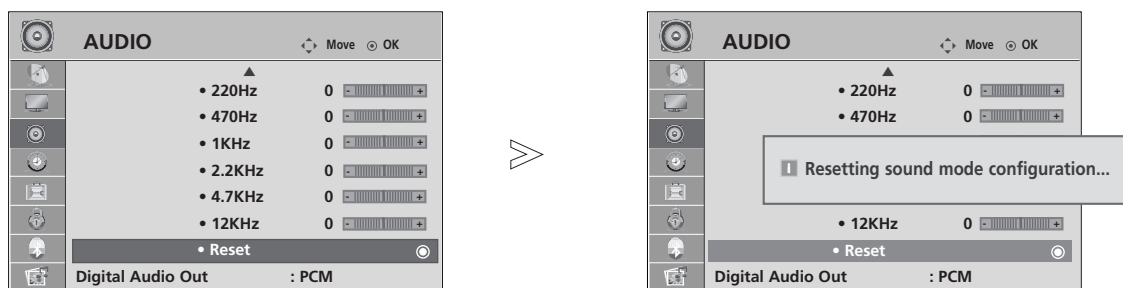 AUDIO
Move
OK
• 220Hz 0 - +
• 470Hz 0 - +
• 1KHz 0 - +
• 2.2KHz 0 - +
• 4.7KHz 0 - +
• 12KHz 0 - +
• Reset
Digital Audio Out : PCM
AUDIO
Move
OK
• 220Hz 0 - +
• 470Hz 0 - +
Resetting sound mode configuration...
• 12KHz 0 - +
• Reset
Digital Audio Out : PCM